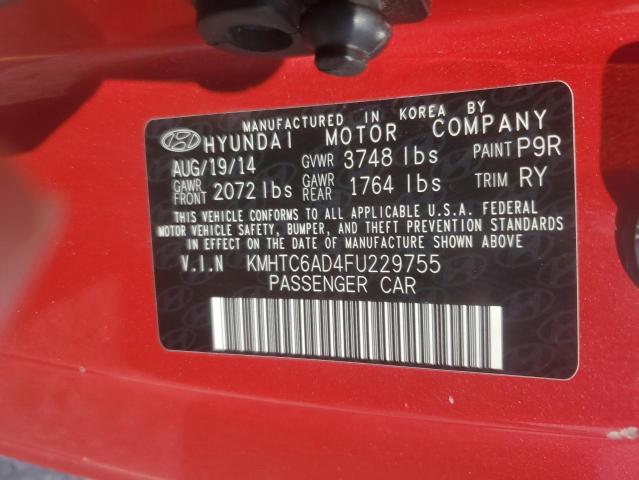 MANUFACTURED IN KOREA BY
HYUNDAI MOTOR COMPANY
AUG/19/14 GVWR 3748 lbs PAINT P9R
GAWR FRONT 2072 lbs GAWR REAR 1764 lbs TRIM RY
THIS VEHICLE CONFORMS TO ALL APPLICABLE U.S.A. FEDERAL
MOTOR VEHICLE SAFETY, BUMPER, AND THEFT PREVENTION STANDARDS
IN EFFECT ON THE DATE OF MANUFACTURE SHOWN ABOVE.
V.I.N KMHTC6AD4FU229755
PASSENGER CAR